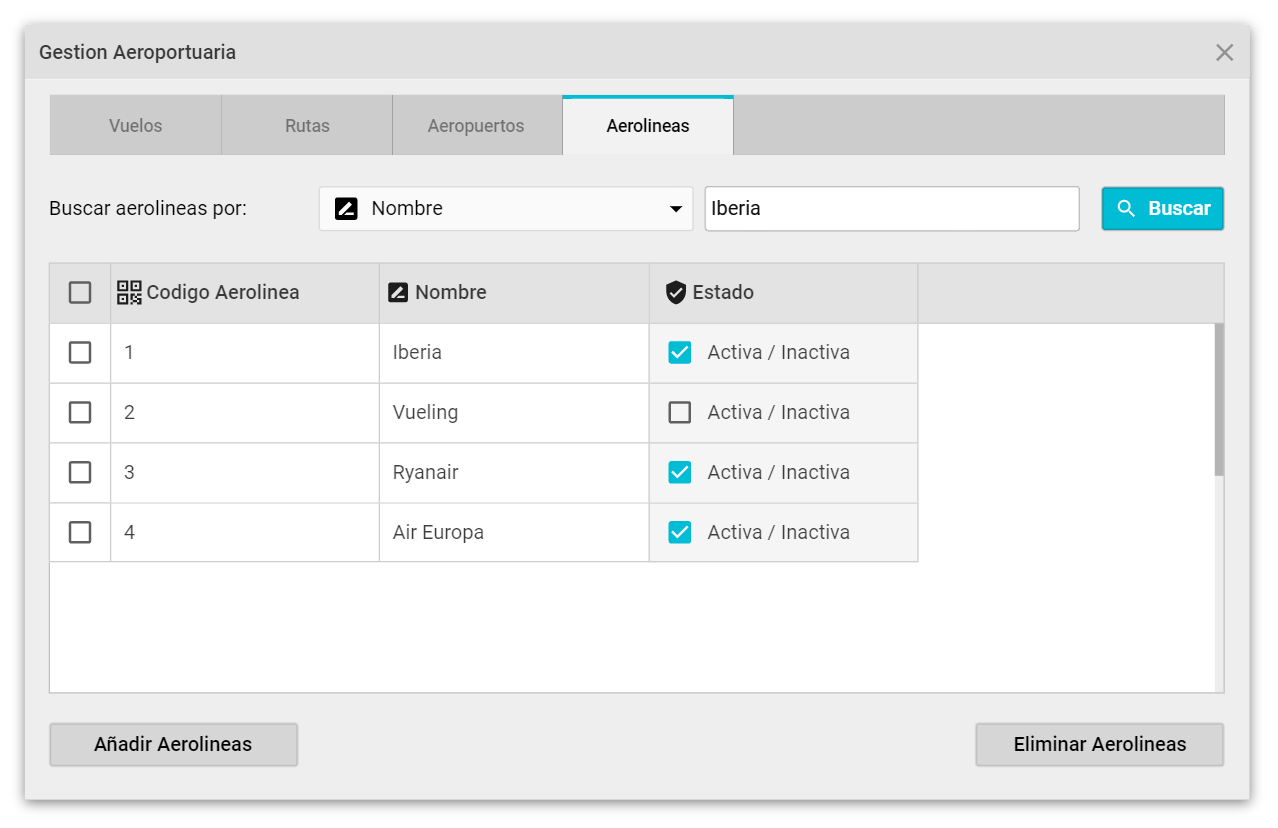 Gestion Aeroportuaria
Vuelos Rutas Aeropuertos Aerolineas
Buscar aerolineas por: Nombre Iberia Buscar
Codigo Aerolinea Nombre Estado
1 Iberia Activa / Inactiva
2 Vueling Activa / Inactiva
3 Ryanair Activa / Inactiva
4 Air Europa Activa / Inactiva
Añadir Aerolineas Eliminar Aerolineas